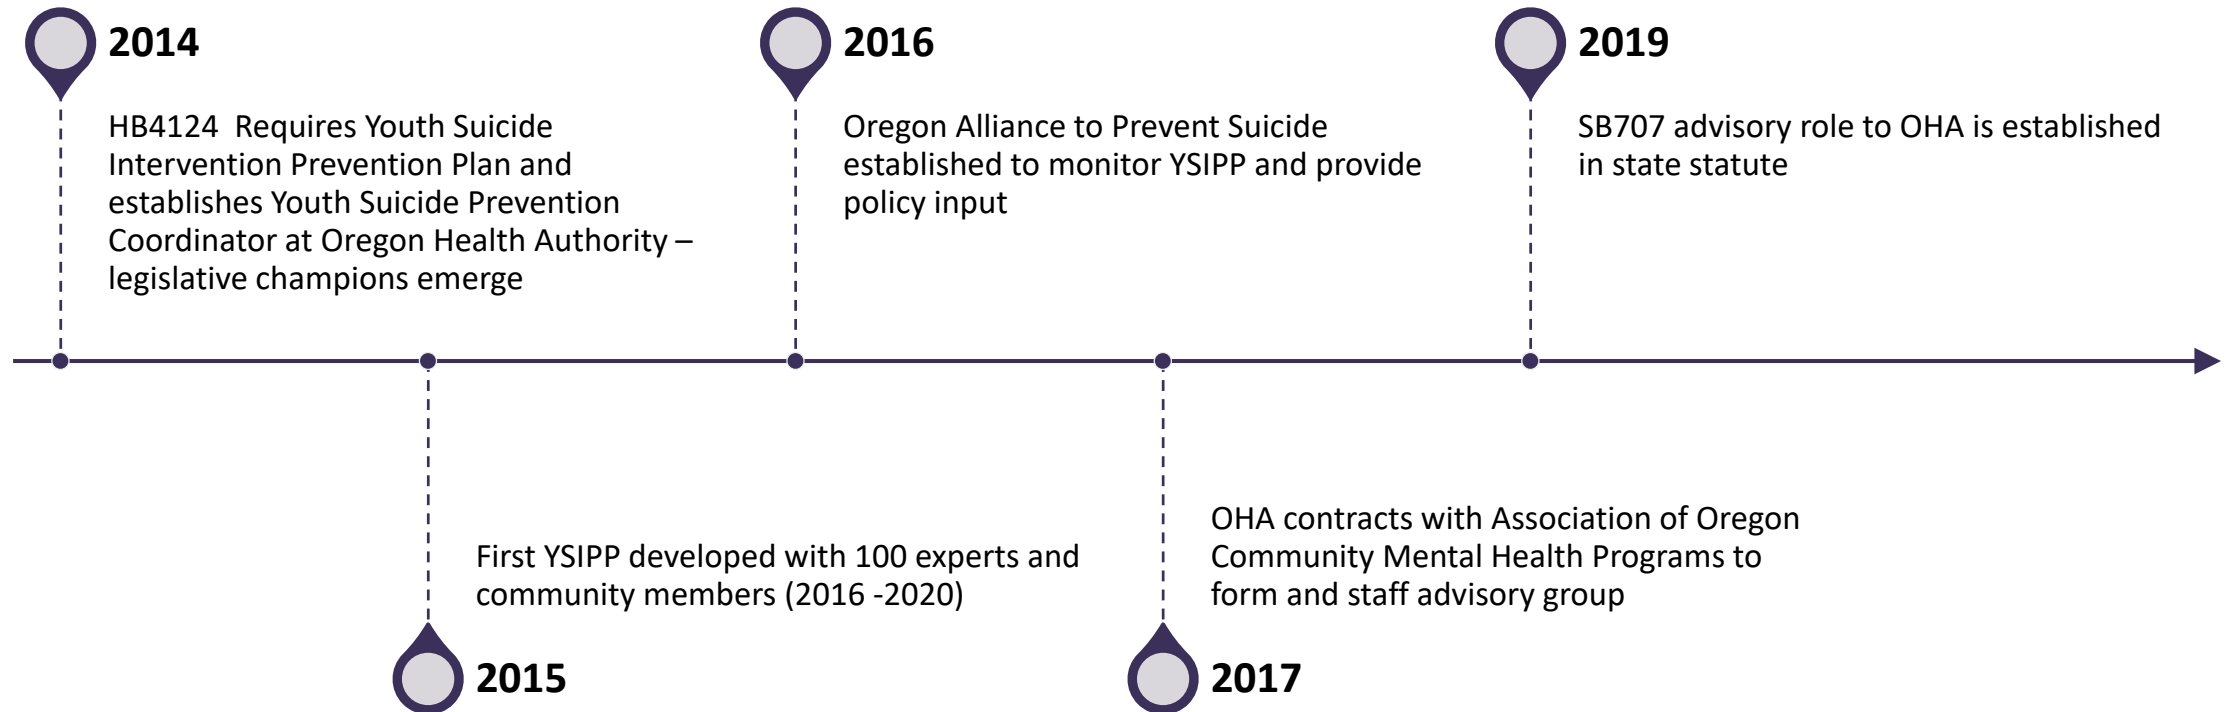 2014
HB4124  Requires Youth Suicide
Intervention Prevention Plan and
establishes Youth Suicide Prevention
Coordinator at Oregon Health Authority –
legislative champions emerge
2016
Oregon Alliance to Prevent Suicide
established to monitor YSIPP and provide
policy input
2019
SB707 advisory role to OHA is established
in state statute
First YSIPP developed with 100 experts and
community members (2016 -2020)
2015
OHA contracts with Association of Oregon
Community Mental Health Programs to
form and staff advisory group
2017